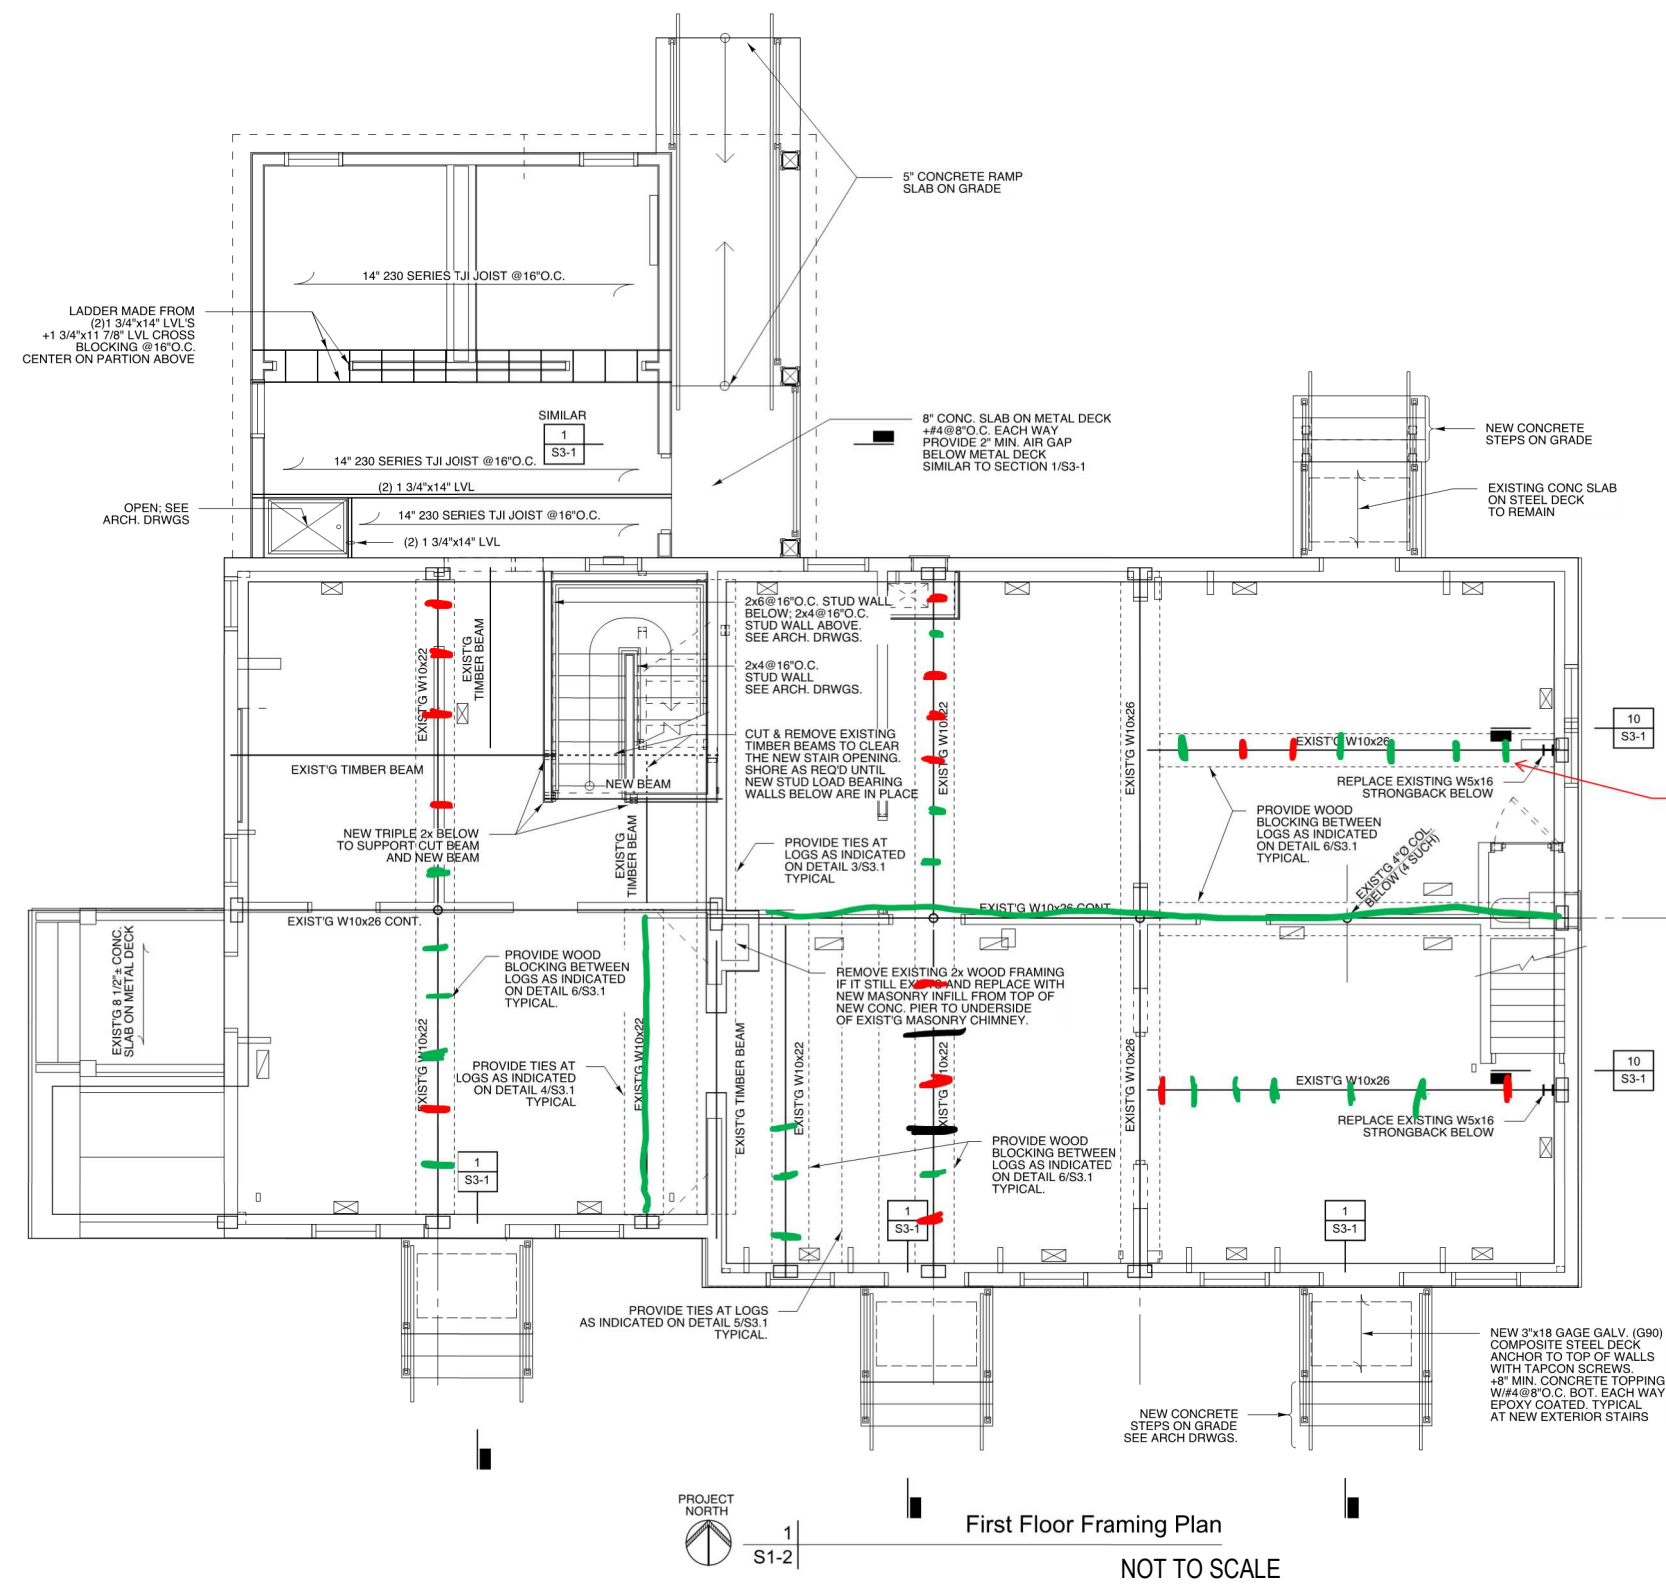 5" CONCRETE RAMP
SLAB ON GRADE
14" 230 SERIES TJI JOIST @16"O.C.
LADDER MADE FROM
(2)1 3/4"x14" LVL'S
+1 3/4"x11 7/8" LVL CROSS
BLOCKING @16"O.C.
CENTER ON PARTION ABOVE
SIMILAR
1
S3-1
8" CONC. SLAB ON METAL DECK
+#4@8"O.C. EACH WAY
PROVIDE 2" MIN. AIR GAP
BELOW METAL DECK
SIMILAR TO SECTION 1/S3-1
NEW CONCRETE
STEPS ON GRADE
14" 230 SERIES TJI JOIST @16"O.C.
(2) 1 3/4"x14" LVL
EXISTING CONC SLAB
ON STEEL DECK
TO REMAIN
OPEN; SEE
ARCH. DRWGS
14" 230 SERIES TJI JOIST @16"O.C.
(2) 1 3/4"x14" LVL
2x6@16"O.C. STUD WALL
BELOW; 2x4@16"O.C.
STUD WALL ABOVE.
SEE ARCH. DRWGS.
EXIST'G W10x22
EXIST'G
TIMBER BEAM
2x4@16"O.C.
STUD WALL
SEE ARCH. DRWGS.
EXIST'G W10x22
EXIST'G W10x26
10
S3-1
CUT & REMOVE EXISTING
TIMBER BEAMS TO CLEAR
THE NEW STAIR OPENING.
SHORE AS REQ'D UNTIL
NEW STUD LOAD BEARING
WALLS BELOW ARE IN PLACE
EXIST'G W10x26
EXIST'G TIMBER BEAM
NEW BEAM
REPLACE EXISTING W5x16
STRONGBACK BELOW
PROVIDE WOOD
BLOCKING BETWEEN
LOGS AS INDICATED
ON DETAIL 6/S3.1
TYPICAL.
NEW TRIPLE 2x BELOW
TO SUPPORT CUT BEAM
AND NEW BEAM
EXIST'G
TIMBER BEAM
PROVIDE TIES AT
LOGS AS INDICATED
ON DETAIL 3/S3.1
TYPICAL
EXIST'G 4"Ø COL.
BELOW (4 SUCH)
EXIST'G W10x26 CONT.
EXIST'G W10x26 CONT.
EXIST'G 8 1/2"± CONC.
SLAB ON METAL DECK
PROVIDE WOOD
BLOCKING BETWEEN
LOGS AS INDICATED
ON DETAIL 6/S3.1
TYPICAL.
REMOVE EXISTING 2x WOOD FRAMING
IF IT STILL EXISTS AND REPLACE WITH
NEW MASONRY INFILL FROM TOP OF
NEW CONC. PIER TO UNDERSIDE
OF EXIST'G MASONRY CHIMNEY.
EXIST'G W10x22
PROVIDE TIES AT
LOGS AS INDICATED
ON DETAIL 4/S3.1
TYPICAL
EXIST'G W10x22
EXIST'G TIMBER BEAM
EXIST'G W10x22
EXIST'G W10x22
EXIST'G W10x26
EXIST'G W10x26
10
S3-1
REPLACE EXISTING W5x16
STRONGBACK BELOW
PROVIDE WOOD
BLOCKING BETWEEN
LOGS AS INDICATED
ON DETAIL 6/S3.1
TYPICAL.
1
S3-1
1
S3-1
1
S3-1
PROVIDE TIES AT LOGS
AS INDICATED ON DETAIL 5/S3.1
TYPICAL.
NEW 3"x18 GAGE GALV. (G90)
COMPOSITE STEEL DECK
ANCHOR TO TOP OF WALLS
WITH TAPCON SCREWS.
+8" MIN. CONCRETE TOPPING
W/#4@8"O.C. BOT. EACH WAY
EPOXY COATED. TYPICAL
AT NEW EXTERIOR STAIRS
NEW CONCRETE
STEPS ON GRADE
SEE ARCH DRWGS.
PROJECT
NORTH
1
S1-2
First Floor Framing Plan
NOT TO SCALE